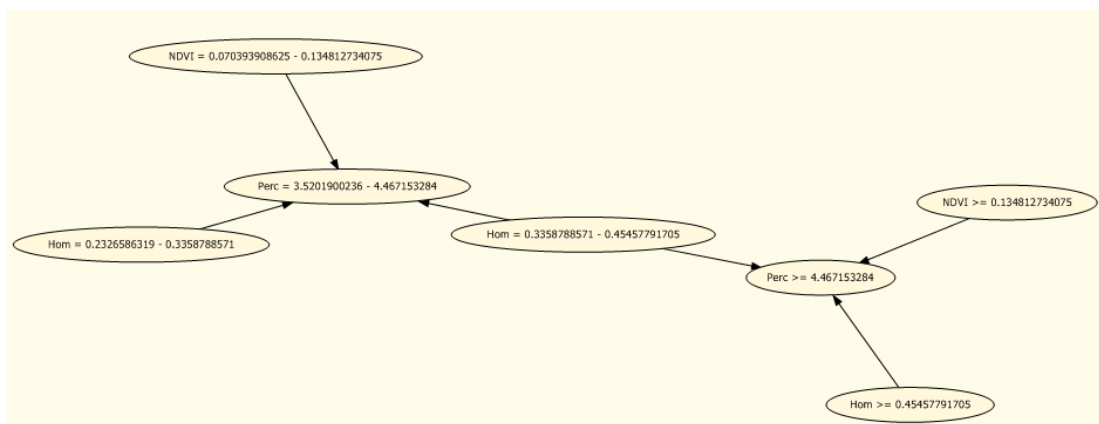 NDVI = 0.070393908625 - 0.134812734075
Perc = 3.5201900236 - 4.467153284
NDVI >= 0.134812734075
Hom = 0.2326586319 - 0.3358788571
Hom = 0.3358788571 - 0.45457791705
Perc >= 4.467153284
Hom >= 0.45457791705